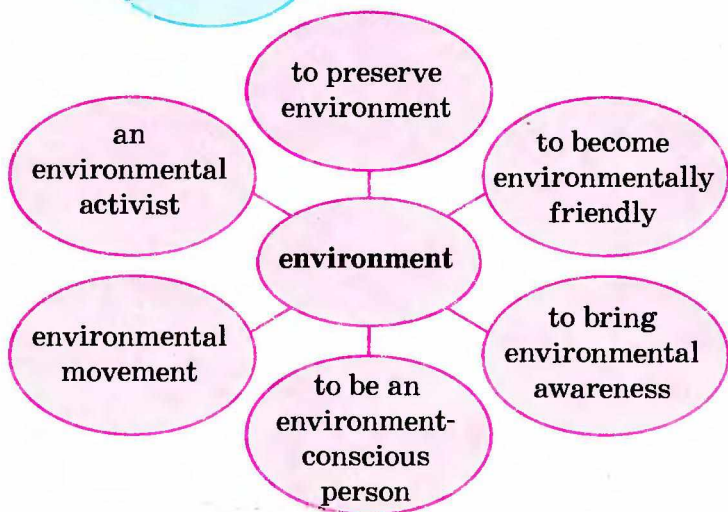 to preserve
environment
an
environmental
activist
to become
environmentally
friendly
environment
environmental
movement
to bring
environmental
awareness
to be an
environment-
conscious
person